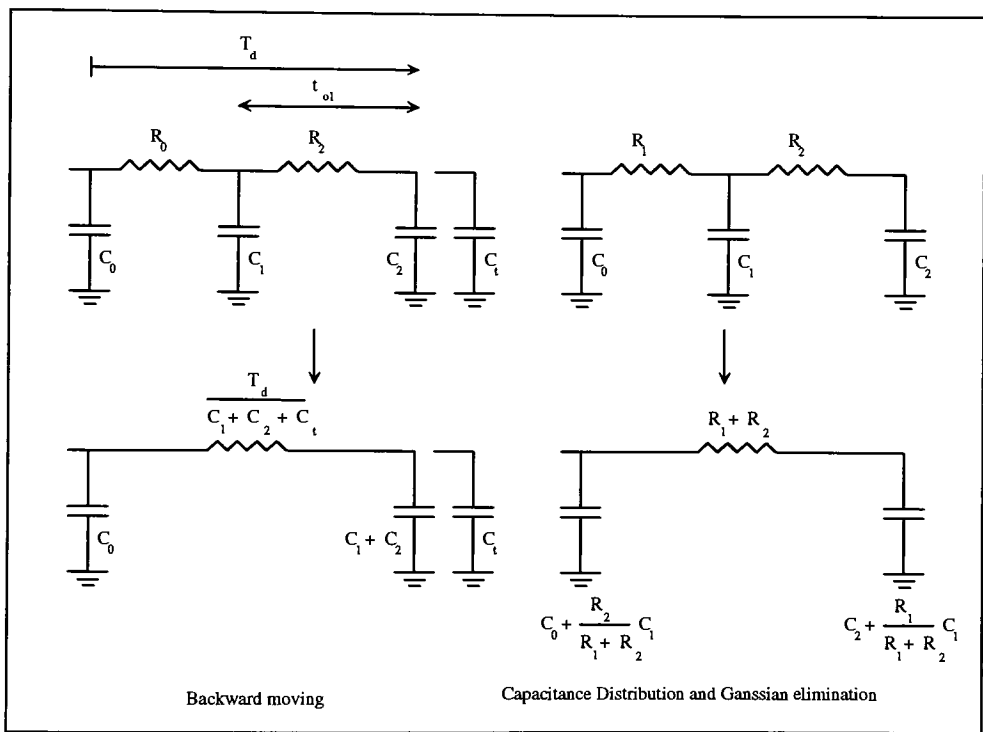 T_d
t_o1
R_0 R_2 R_1 R_2
C_0 C_1 C_2 C_t C_0 C_1 C_2
T_d
C_1 + C_2 + C_t
R_1 + R_2
C_0 C_1 + C_2 C_t
C_0 + R_2 / R_1 + R_2 C_1
C_2 + R_1 / R_1 + R_2 C_1
Backward moving
Capacitance Distribution and Ganssian elimination